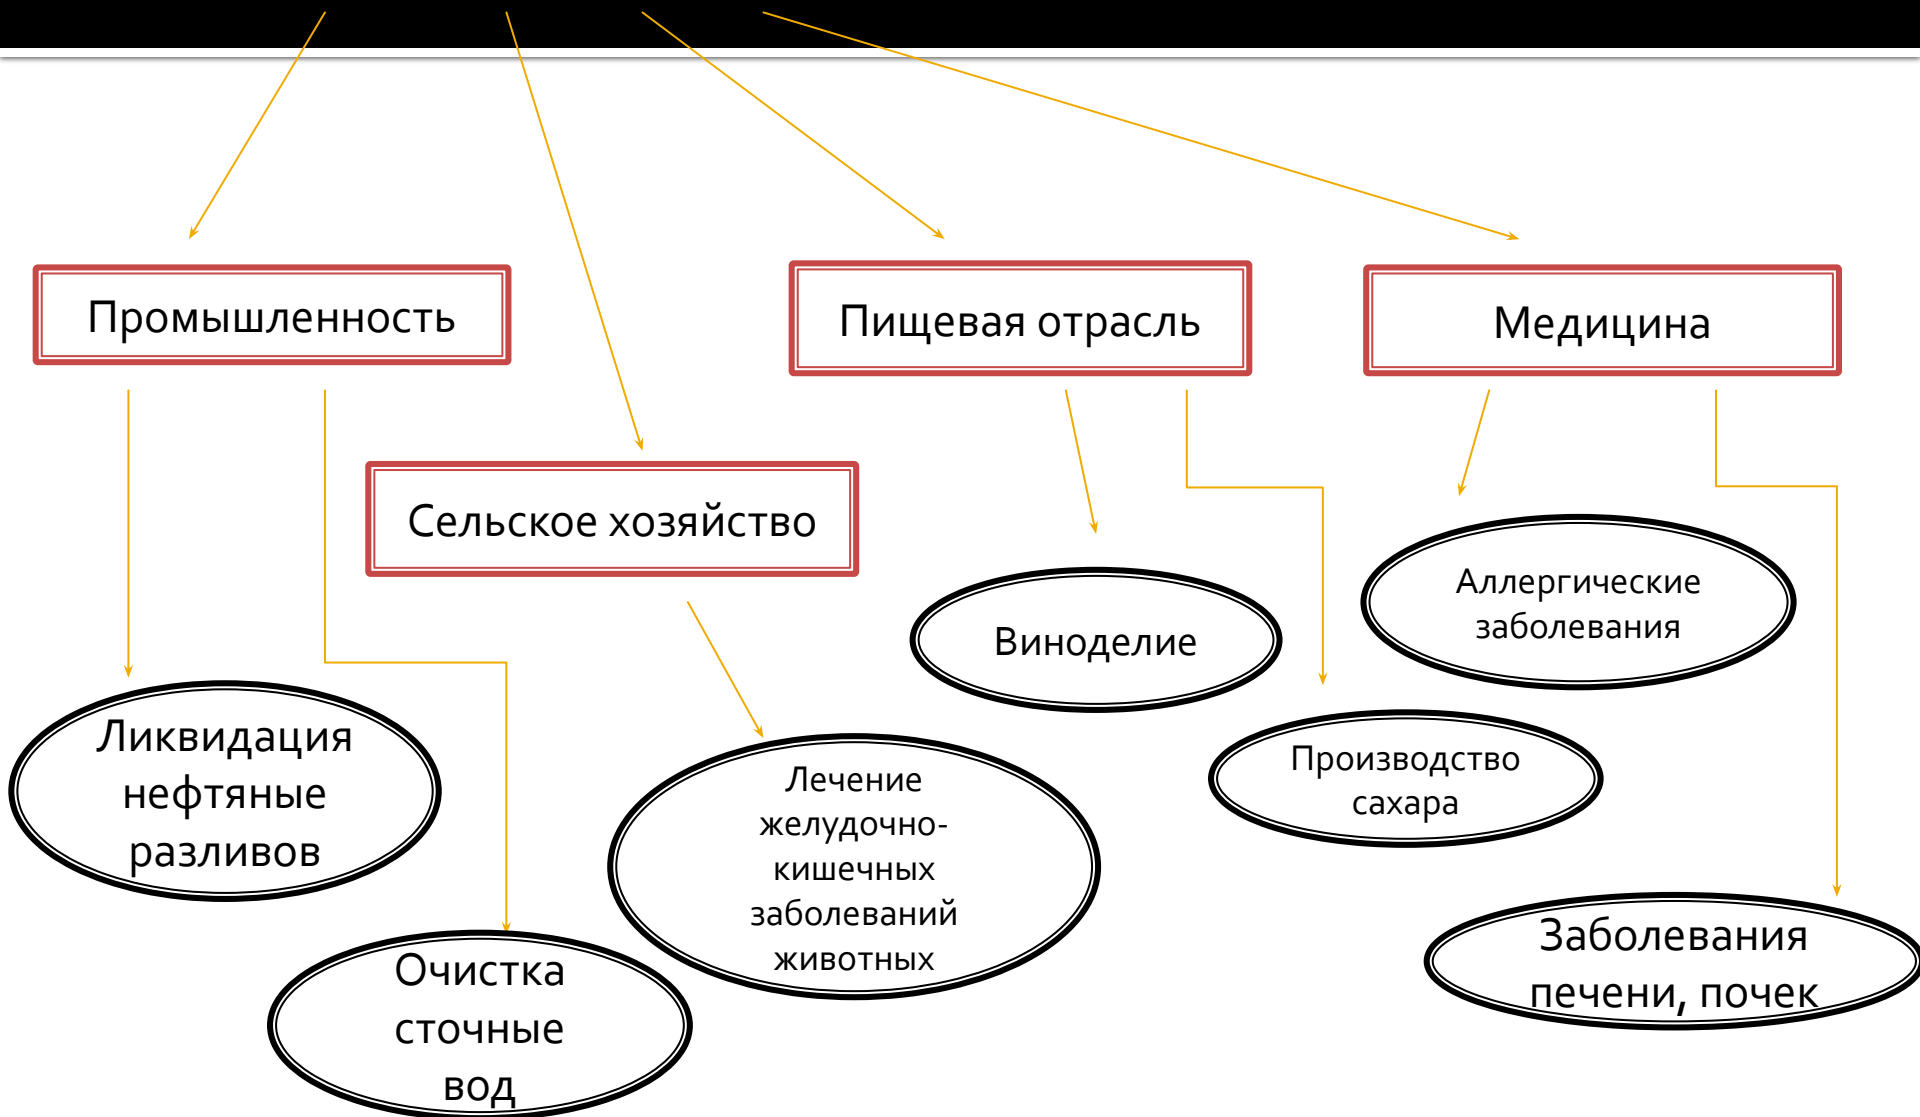 Промышленность
Пищевая отрасль
Медицина
Сельское хозяйство
Аллергические
заболевания
Виноделие
Ликвидация
нефтяные
разливов
Производство
сахара
Лечение
желудочно-
кишечных
заболеваний
животных
Заболевания
печени, почек
Очистка
сточные
вод